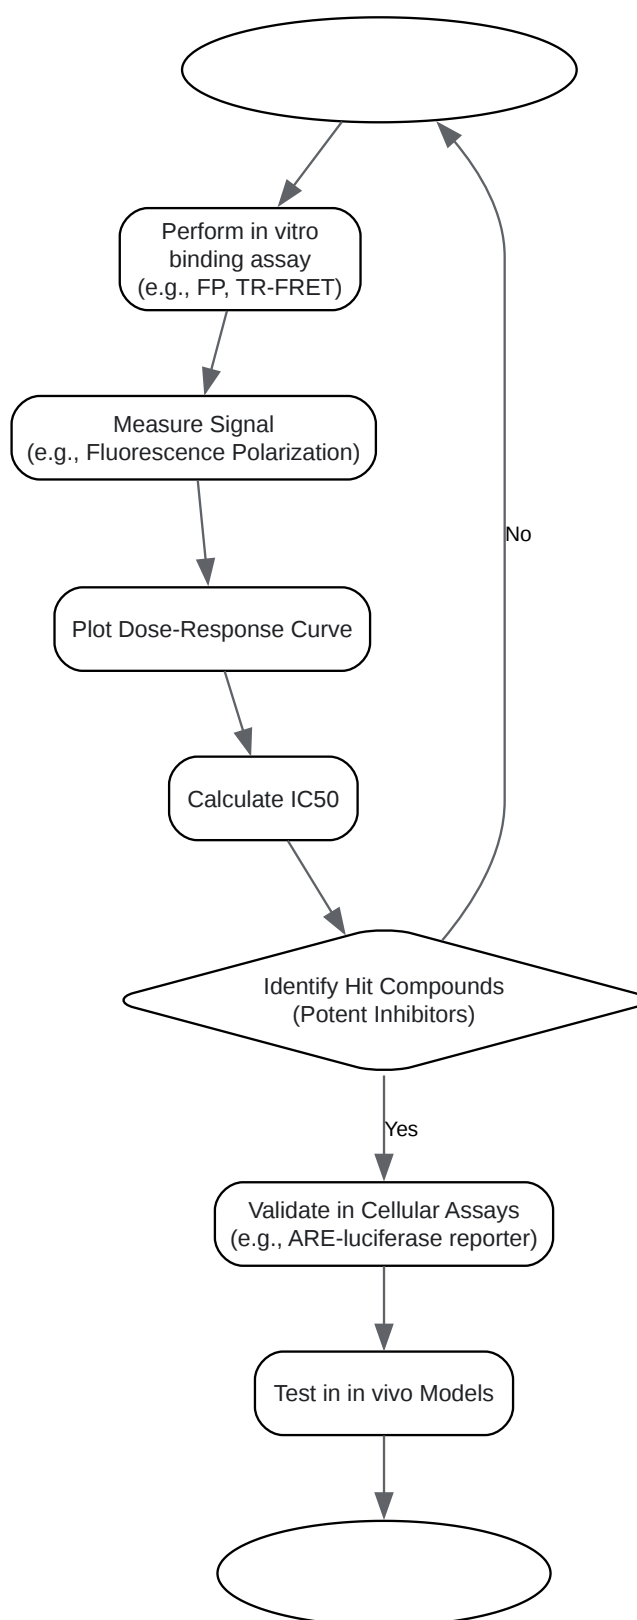 Perform in vitro
binding assay
(e.g., FP, TR-FRET)
Measure Signal
(e.g., Fluorescence Polarization)
No
Plot Dose-Response Curve
Calculate IC50
Identify Hit Compounds
(Potent Inhibitors)
Yes
Validate in Cellular Assays
(e.g., ARE-luciferase reporter)
Test in in vivo Models